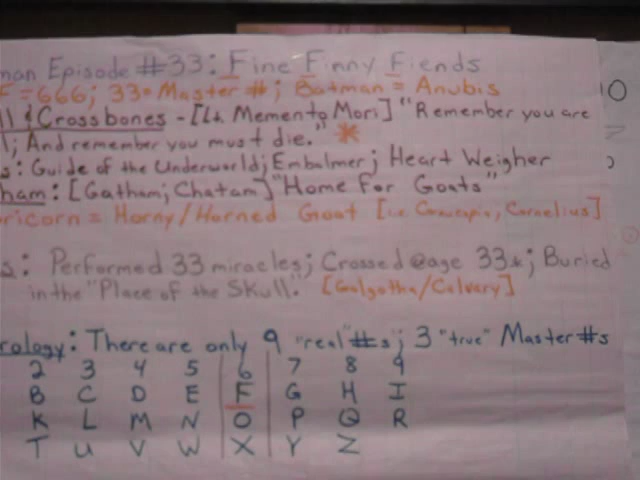 man Episode #33: Fine Finny Fiends
F=666; 33= Master #; Batman = Anubis
ll & Crossbones - [Lt. Memento Mori] "Remember you are
l; And remember you must die." *
s: Guide of the Underworld; Embalmer; Heart Weigher
ham: [Gatham; Chatam] "Home For Goats"
ricorn = Horny/Horned Goat [i.e. Cornelius]
s: Performed 33 miracles; Crossed @age 33*; Buried
in the "Place of the Skull." [Golgotha/Calvary]
rology: There are only 9 "real" #s; 3 "true" Master #s
2 3 4 5 6 7 8 9
B C D E F G H I
K L M N O P Q R
T U V W X Y Z